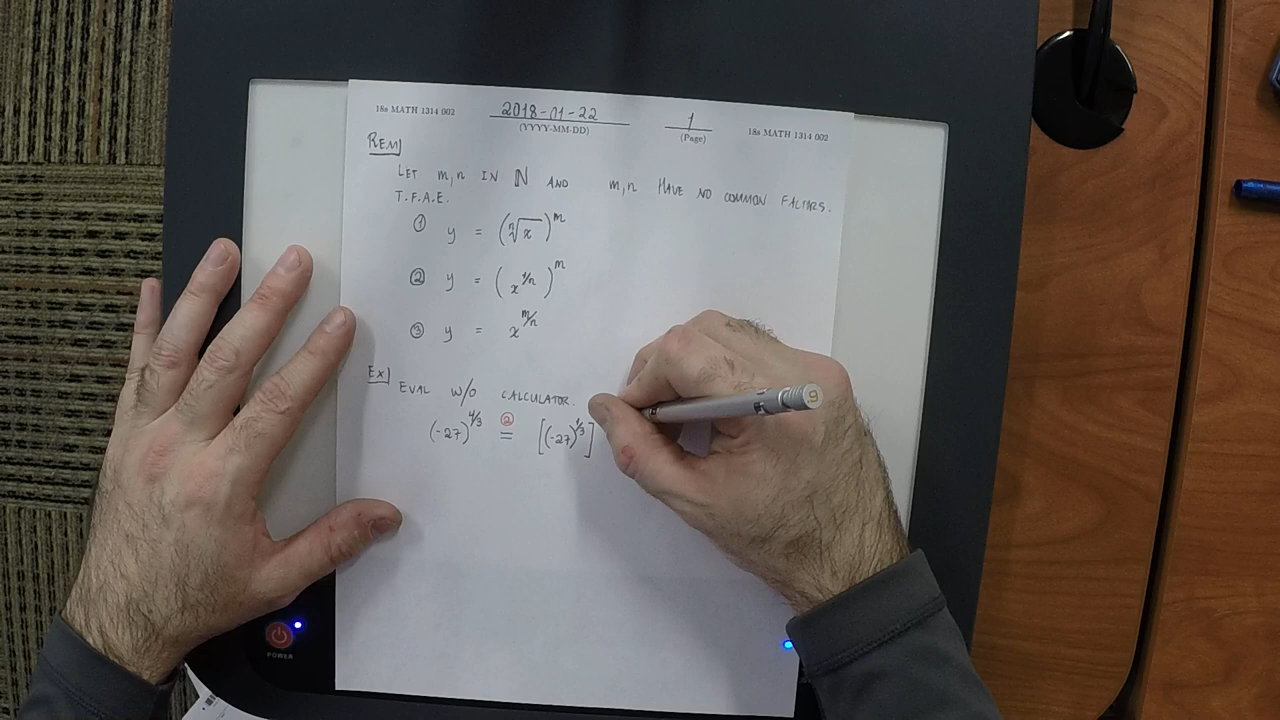 18s MATH 1314 002 2018-01-22 1 18s MATH 1314 002
(YYYY-MM-DD) (Page)
REM
LET m,n IN ℕ AND m,n HAVE NO COMMON FACTORS.
T.F.A.E.
① y = (ⁿ√x)^m
② y = (x^{1/n})^m
③ y = x^{m/n}
EX
EVAL W/O CALCULATOR.
(-27)^{4/3} ②= [(-27)^{1/3}]
POWER
.9